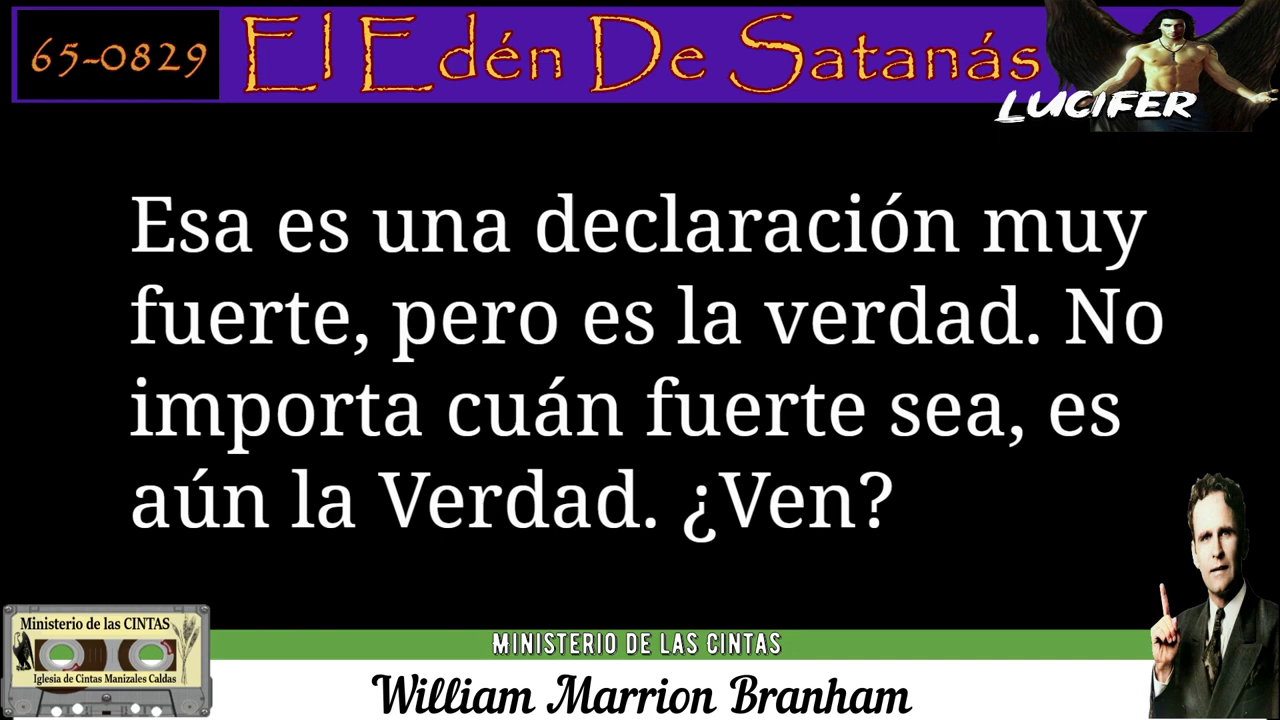 65-0829 El Edén De Satanás
LUCIFER
Esa es una declaración muy
fuerte, pero es la verdad. No
importa cuán fuerte sea, es
aún la Verdad. ¿Ven?
Ministerio de las CINTAS
Iglesia de Cintas Manizales Caldas
MINISTERIO DE LAS CINTAS
William Marrion Branham